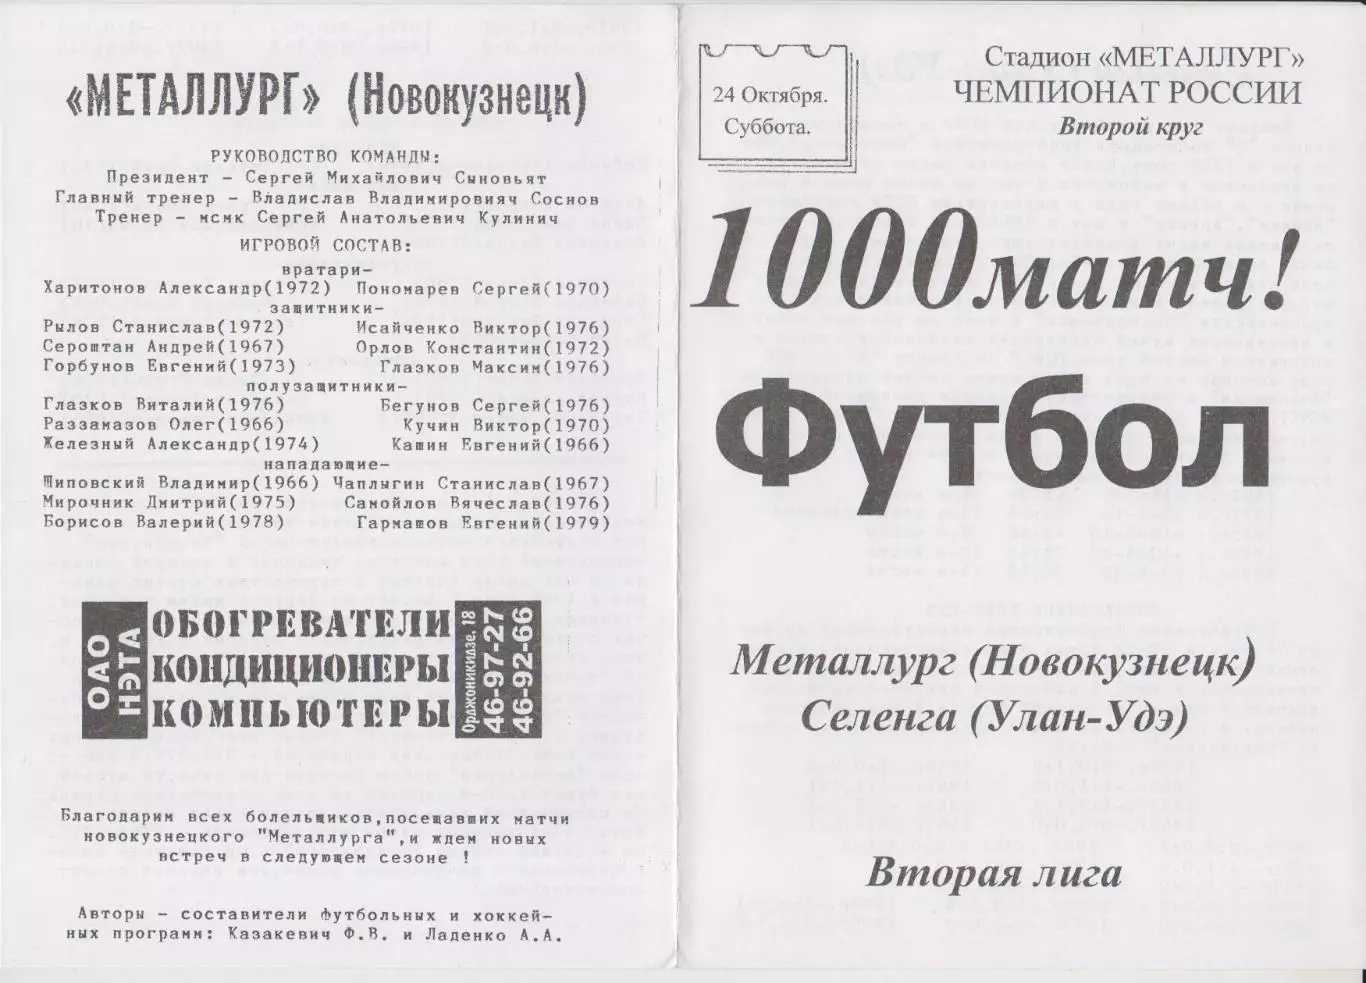 «МЕТАЛЛУРГ» (Новокузнецк)
РУКОВОДСТВО КОМАНДЫ:
Президент – Сергей Михайлович Сыновьят
Главный тренер – Владислав Владимировияч Соснов
Тренер – мсмк Сергей Анатольевич Кулинич
ИГРОВОЙ СОСТАВ:
вратари-
Харитонов Александр(1972) Пономарев Сергей(1970)
защитники-
Рылов Станислав(1972) Исайченко Виктор(1976)
Сероштан Андрей(1967) Орлов Константин(1972)
Горбунов Евгений(1973) Глазков Максим(1976)
полузащитники-
Глазков Виталий(1976) Бегунов Сергей(1976)
Раззамазов Олег(1966) Кучин Виктор(1970)
Железный Александр(1974) Кашин Евгений(1966)
нападающие-
Шиповский Владимир(1966) Чаплыгин Станислав(1967)
Мирочник Дмитрий(1975) Самойлов Вячеслав(1976)
Борисов Валерий(1978) Гармашов Евгений(1979)
ОАО
НЭТА
ОБОГРЕВАТЕЛИ
КОНДИЦИОНЕРЫ
КОМПЬЮТЕРЫ
Орджоникидзе. 18
46-97-27
46-92-66
Благодарим всех болельщиков,посещавших матчи
новокузнецкого "Металлурга",и ждем новых
встреч в следующем сезоне !
Авторы – составители футбольных и хоккей-
ных программ: Казакевич Ф.В. и Ладенко А.А.
24 Октября.
Суббота.
Стадион «МЕТАЛЛУРГ»
ЧЕМПИОНАТ РОССИИ
Второй круг
1000матч!
Футбол
Металлург (Новокузнецк)
Селенга (Улан-Удэ)
Вторая лига